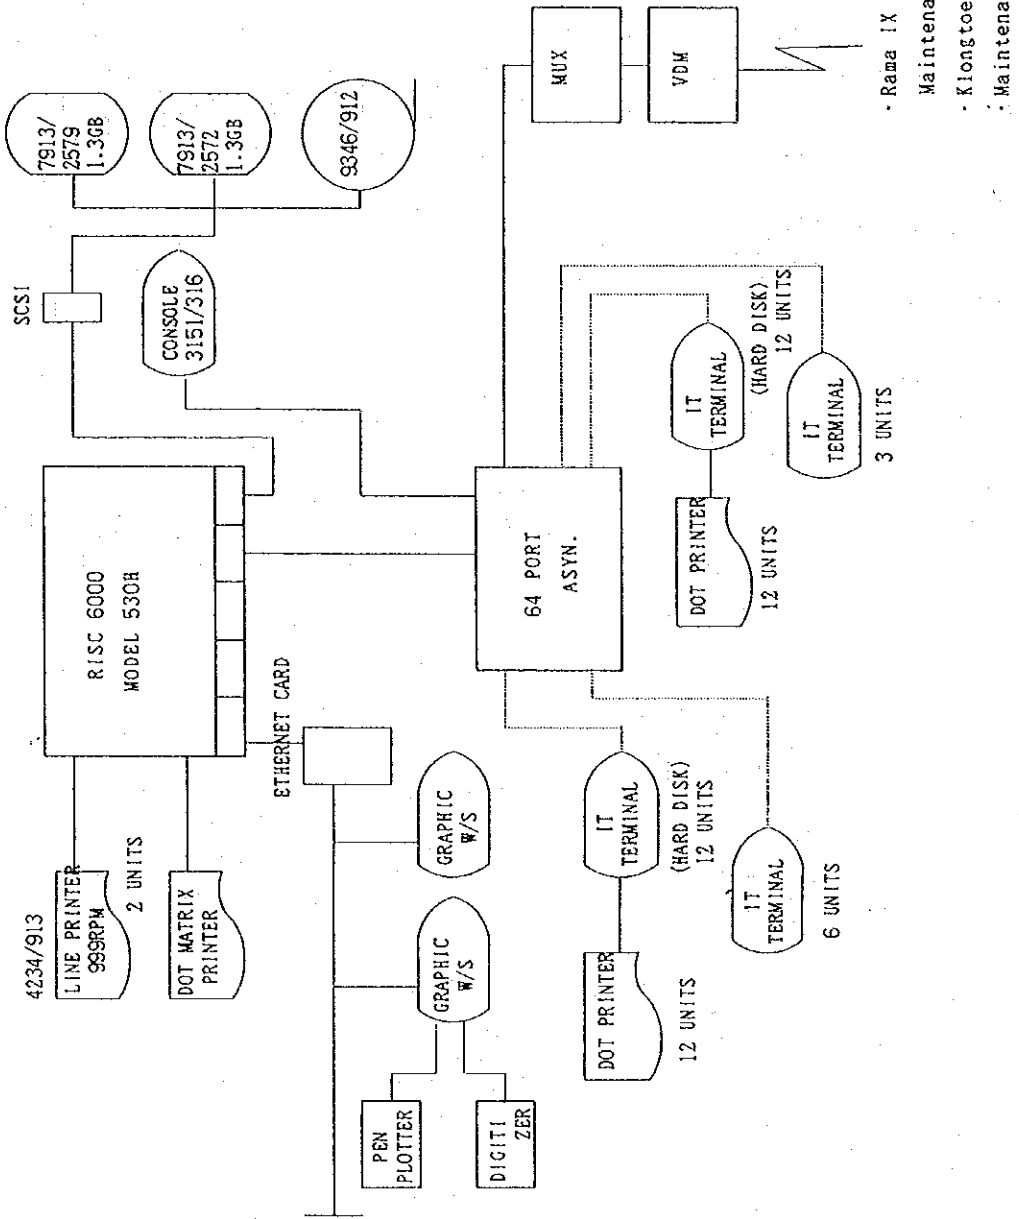 4234/913
LINE PRINTER
999RPM
2 UNITS
DOT MATRIX
PRINTER
RISC 6000
MODEL 530H
SCSI
7913/
2579
1.3GB
7913/
2572
1.3GB
9346/912
CONSOLE
3151/316
ETHERNET CARD
GRAPHIC
W/S
GRAPHIC
W/S
PEN
PLOTTER
DIGITI
ZER
64 PORT
ASYN.
MUX
VDM
DOT PRINTER
12 UNITS
IT
TERMINAL
(HARD DISK)
12 UNITS
IT
TERMINAL
6 UNITS
DOT PRINTER
12 UNITS
IT
TERMINAL
(HARD DISK)
12 UNITS
IT
TERMINAL
3 UNITS
· Rama IX
Maintena
· Klongtoe
: Maintena